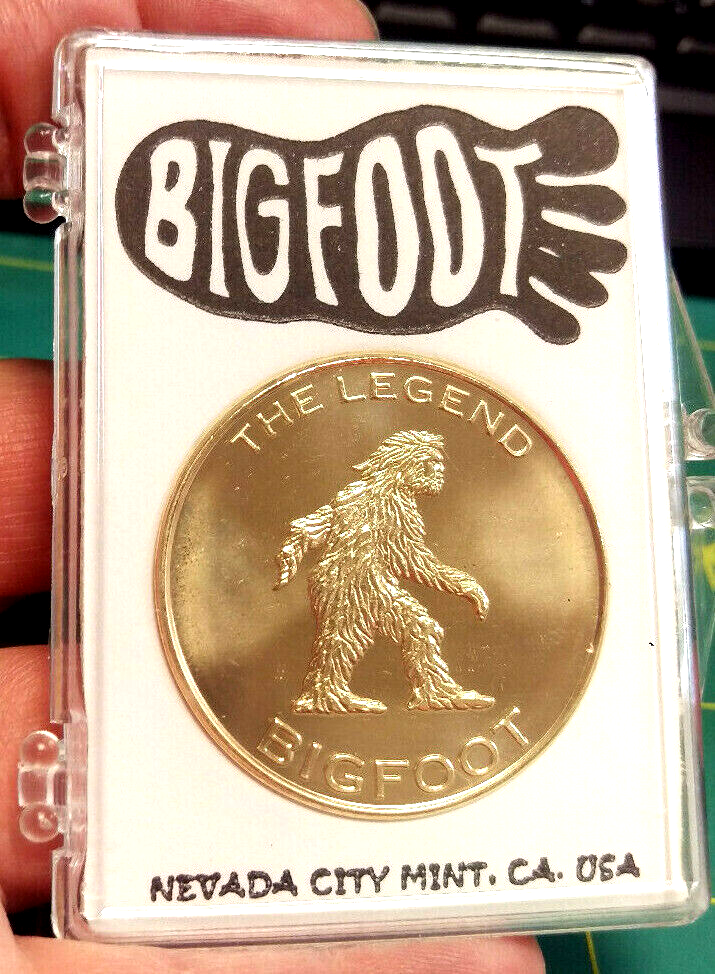 BIGFOOT
THE LEGEND
BIGFOOT
NEVADA CITY MINT. CA. USA